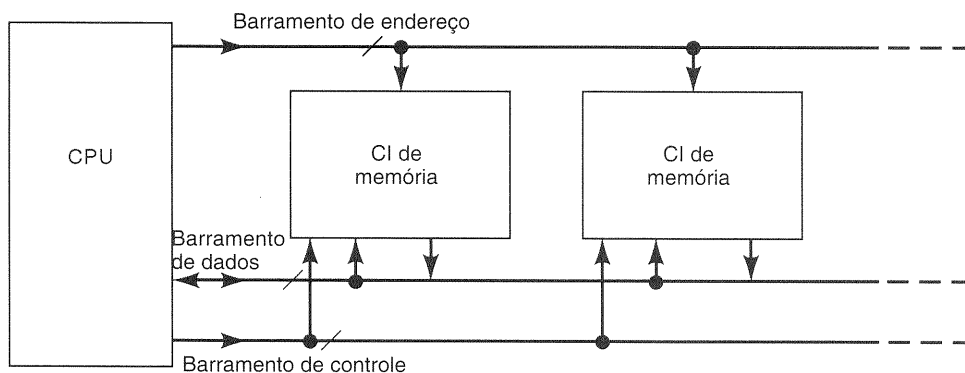 Barramento de endereço
CPU
CI de
memória
CI de
memória
Barramento
de dados
Barramento de controle